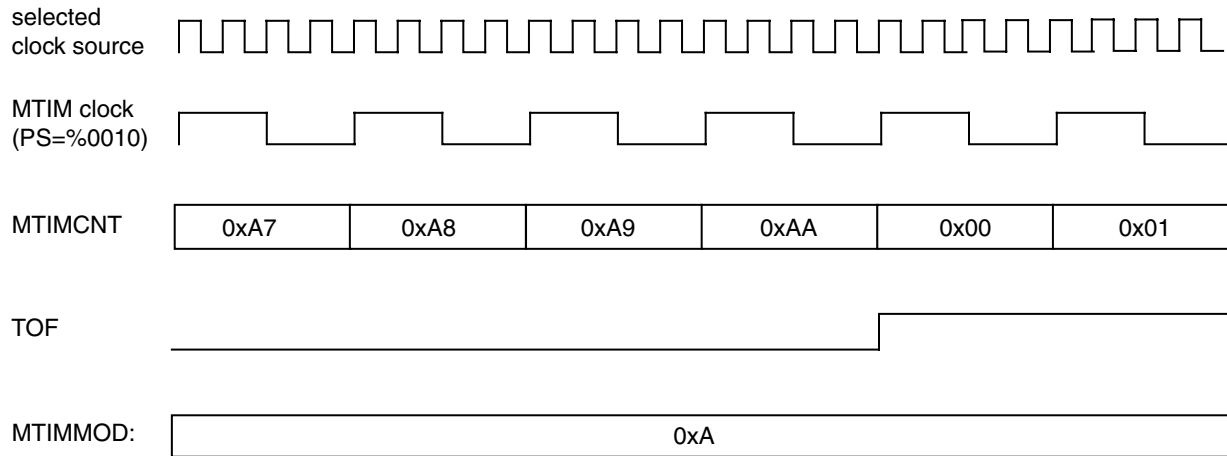 selected
clock source
MTIM clock
(PS=%0010)
MTIMCNT
0xA7
0xA8
0xA9
0xAA
0x00
0x01
TOF
MTIMMOD:
0xA